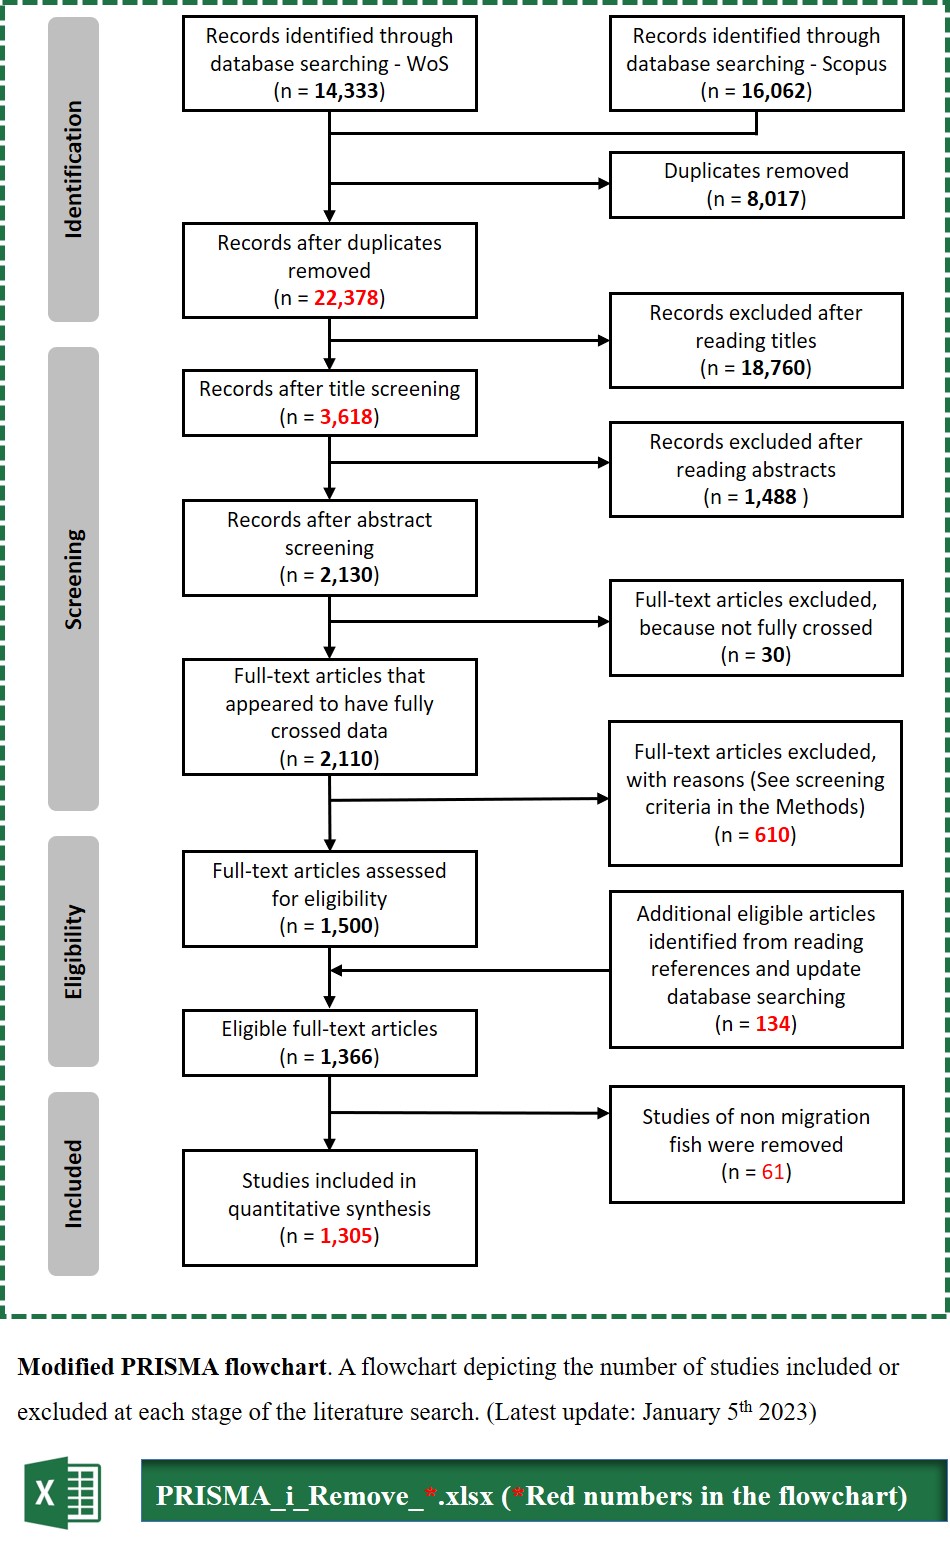 Identification
Records identified through
database searching - WoS
(n = 14,333)
Records identified through
database searching - Scopus
(n = 16,062)
Duplicates removed
(n = 8,017)
Records after duplicates
removed
(n = 22,378)
Records excluded after
reading titles
(n = 18,760)
Screening
Records after title screening
(n = 3,618)
Records excluded after
reading abstracts
(n = 1,488 )
Records after abstract
screening
(n = 2,130)
Full-text articles excluded,
because not fully crossed
(n = 30)
Full-text articles that
appeared to have fully
crossed data
(n = 2,110)
Full-text articles excluded,
with reasons (See screening
criteria in the Methods)
(n = 610)
Eligibility
Full-text articles assessed
for eligibility
(n = 1,500)
Additional eligible articles
identified from reading
references and update
database searching
(n = 134)
Eligible full-text articles
(n = 1,366)
Included
Studies of non migration
fish were removed
(n = 61)
Studies included in
quantitative synthesis
(n = 1,305)
Modified PRISMA flowchart. A flowchart depicting the number of studies included or
excluded at each stage of the literature search. (Latest update: January 5th 2023)
X
PRISMA_i_Remove_*.xlsx (*Red numbers in the flowchart)